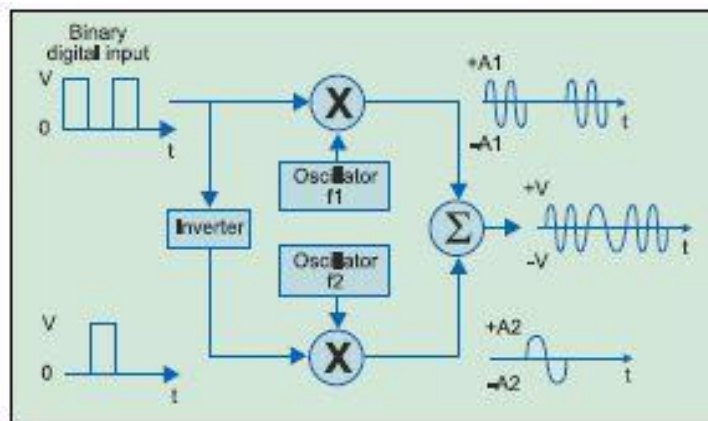 Binary
digital input
V
0
t
X
+A1
-A1
t
Oscillator
f1
Inverter
Oscillator
f2
Σ
+V
-V
t
V
0
t
X
+A2
-A2
t